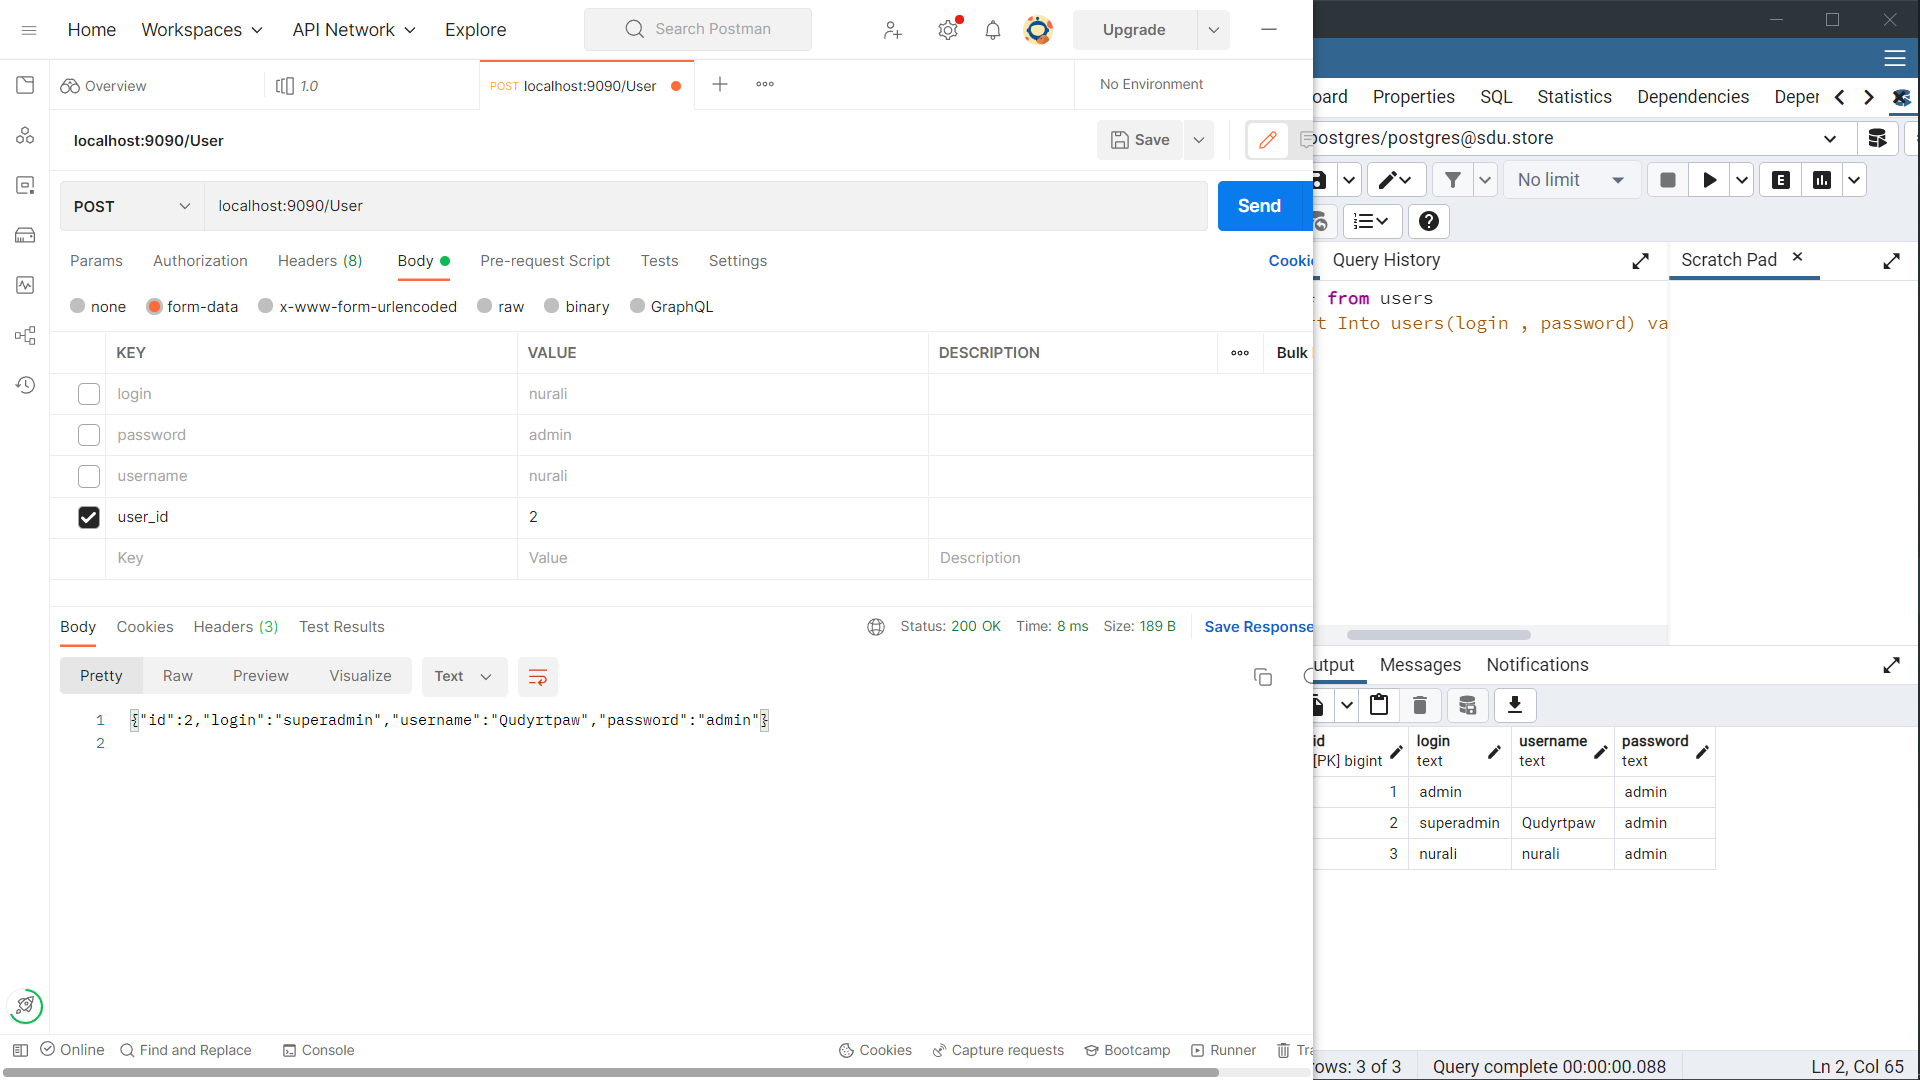 Home Workspaces API Network Explore Search Postman Upgrade
Overview 1.0 POST localhost:9090/User No Environment
localhost:9090/User Save
POST localhost:9090/User Send
Params Authorization Headers (8) Body Pre-request Script Tests Settings Cookie
none form-data x-www-form-urlencoded raw binary GraphQL
KEY VALUE DESCRIPTION Bulk
login nurali
password admin
username nurali
user_id 2
Key Value Description
Body Cookies Headers (3) Test Results Status: 200 OK Time: 8 ms Size: 189 B Save Response
Pretty Raw Preview Visualize Text
1 {"id":2,"login":"superadmin","username":"Qudyrtpaw","password":"admin"}
2
Online Find and Replace Console Cookies Capture requests Bootcamp Runner Tra
oard Properties SQL Statistics Dependencies Deper
postgres/postgres@sdu.store
No limit E
Query History Scratch Pad
* from users
rt Into users(login , password) va
utput Messages Notifications
id login username password
[PK] bigint text text text
1 admin admin
2 superadmin Qudyrtpaw admin
3 nurali nurali admin
ows: 3 of 3 Query complete 00:00:00.088 Ln 2, Col 65